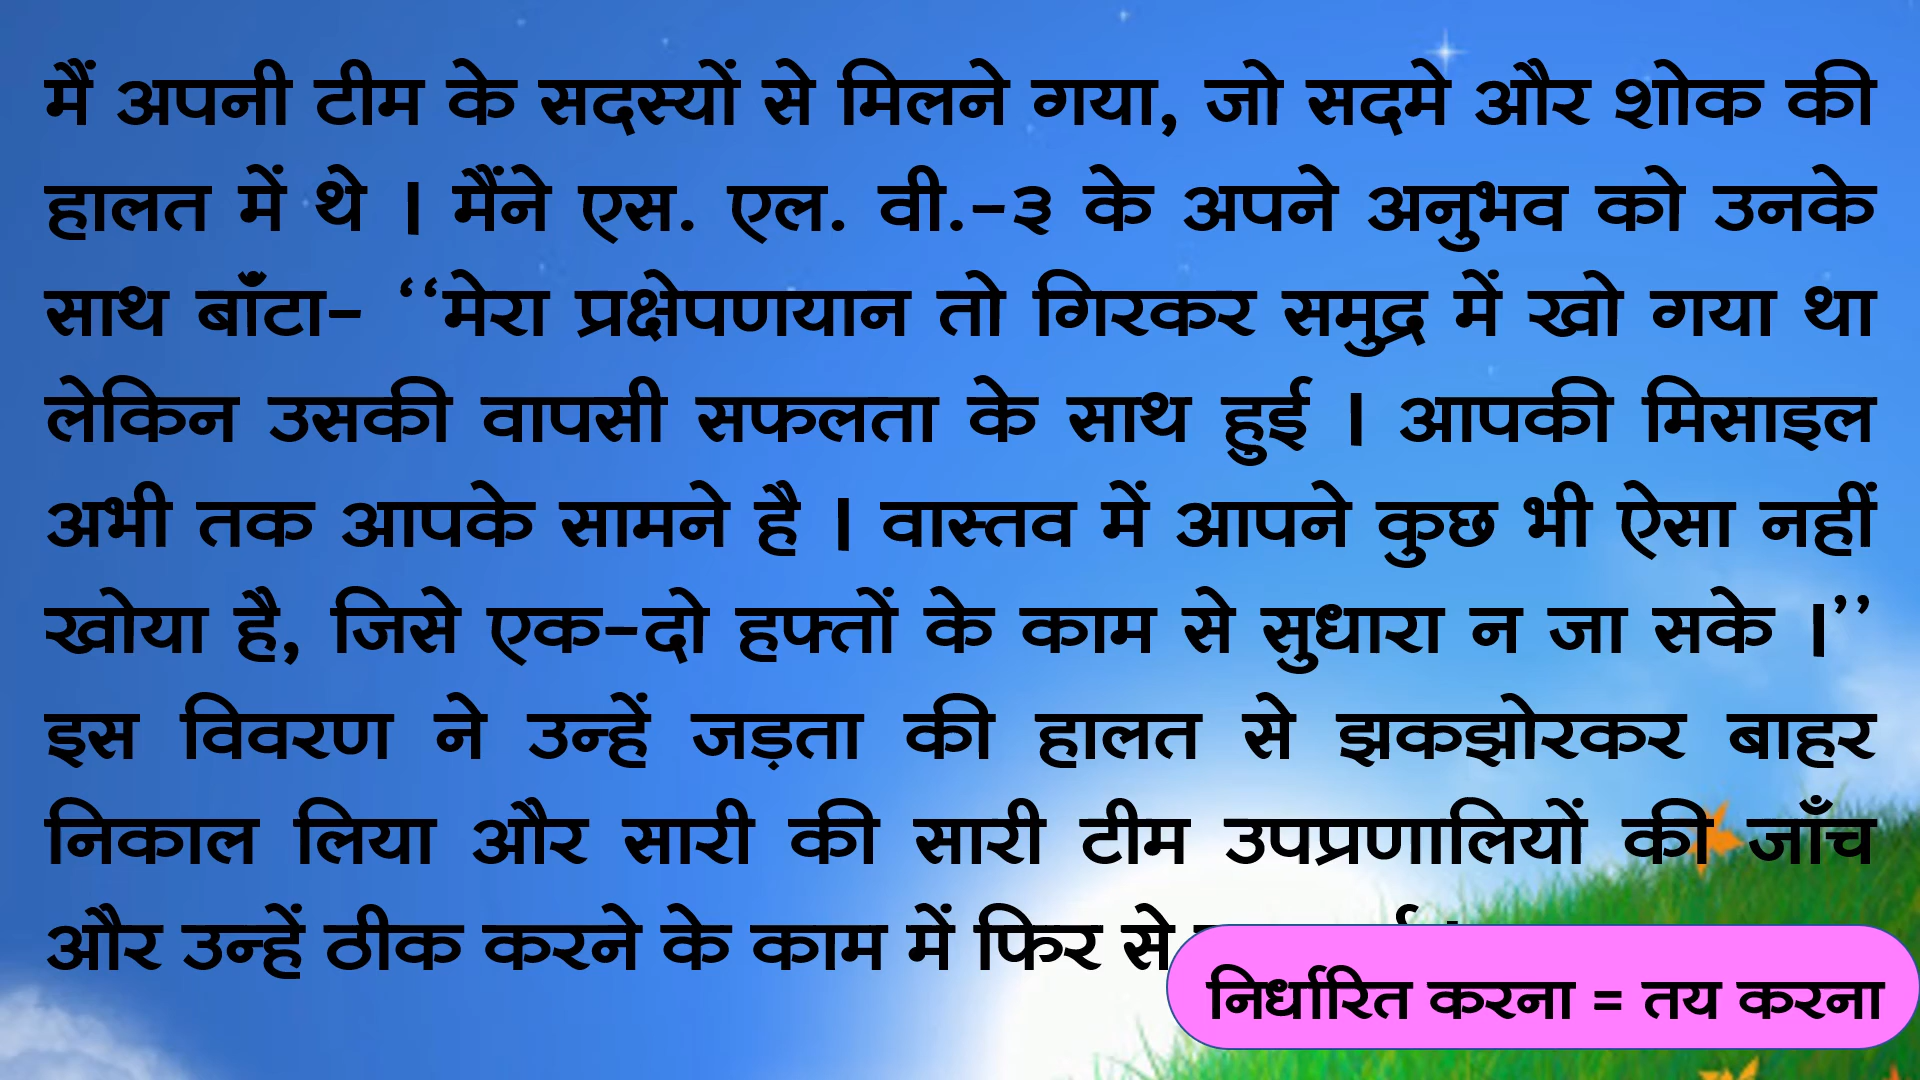 मैं अपनी टीम के सदस्यों से मिलने गया, जो सदमे और शोक की
हालत में थे । मैंने एस. एल. वी.-३ के अपने अनुभव को उनके
साथ बाँटा- ‘‘मेरा प्रक्षेपणयान तो गिरकर समुद्र में खो गया था
लेकिन उसकी वापसी सफलता के साथ हुई । आपकी मिसाइल
अभी तक आपके सामने है । वास्तव में आपने कुछ भी ऐसा नहीं
खोया है, जिसे एक-दो हफ्तों के काम से सुधारा न जा सके ।’’
इस विवरण ने उन्हें जड़ता की हालत से झकझोरकर बाहर
निकाल लिया और सारी की सारी टीम उपप्रणालियों की जाँच
और उन्हें ठीक करने के काम में फिर से
निर्धारित करना = तय करना